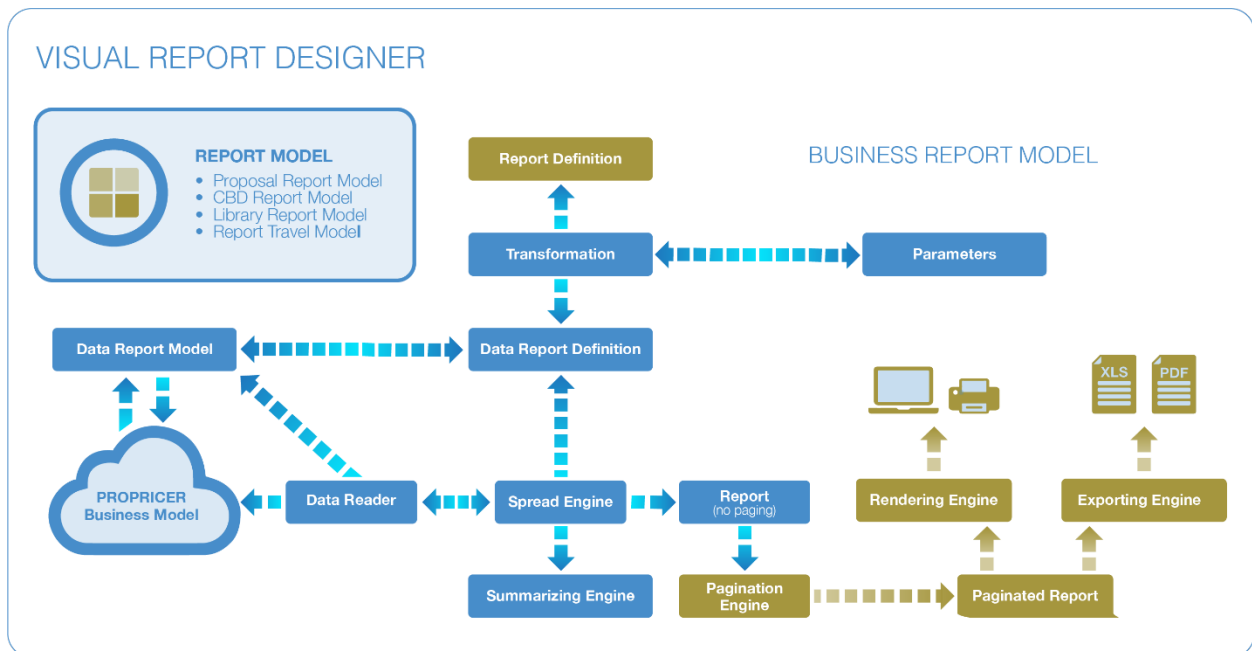 VISUAL REPORT DESIGNER
REPORT MODEL
• Proposal Report Model
• CBD Report Model
• Library Report Model
• Report Travel Model
BUSINESS REPORT MODEL
Report Definition
Transformation
Parameters
Data Report Model
Data Report Definition
XLS
PDF
PROPRICER
Business Model
Data Reader
Spread Engine
Report
(no paging)
Rendering Engine
Exporting Engine
Summarizing Engine
Pagination
Engine
Paginated Report